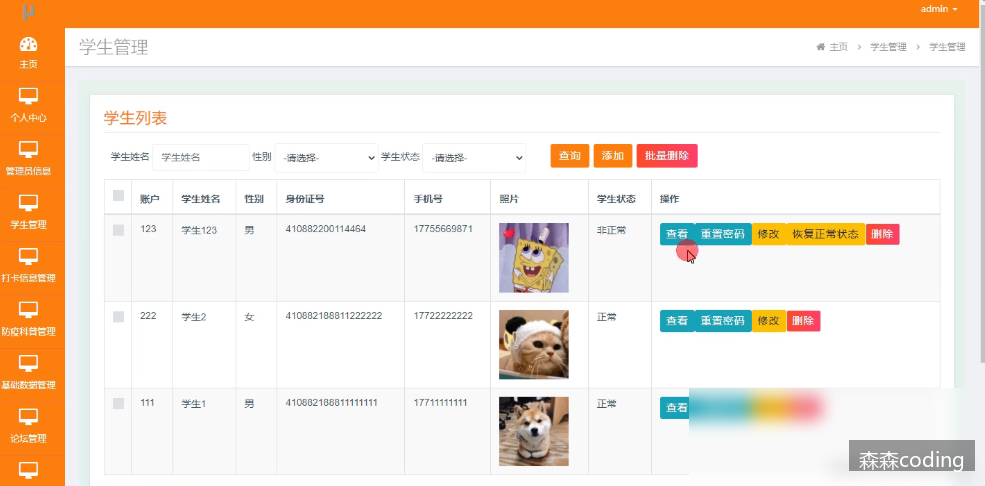 μ
admin
学生管理
主页 > 学生管理 > 学生管理
主页
个人中心
管理员信息
学生管理
打卡信息管理
防疫科普管理
基础数据管理
论坛管理
学生列表
学生姓名 学生姓名 性别 -请选择- 学生状态 -请选择- 查询 添加 批量删除
账户 学生姓名 性别 身份证号 手机号 照片 学生状态 操作
123 学生123 男 410882200114464 17755669871 非正常 查看 重置密码 修改 恢复正常状态 删除
222 学生2 女 410882188811222222 17722222222 正常 查看 重置密码 修改 删除
111 学生1 男 410882188811111111 17711111111 正常 查看
森森coding